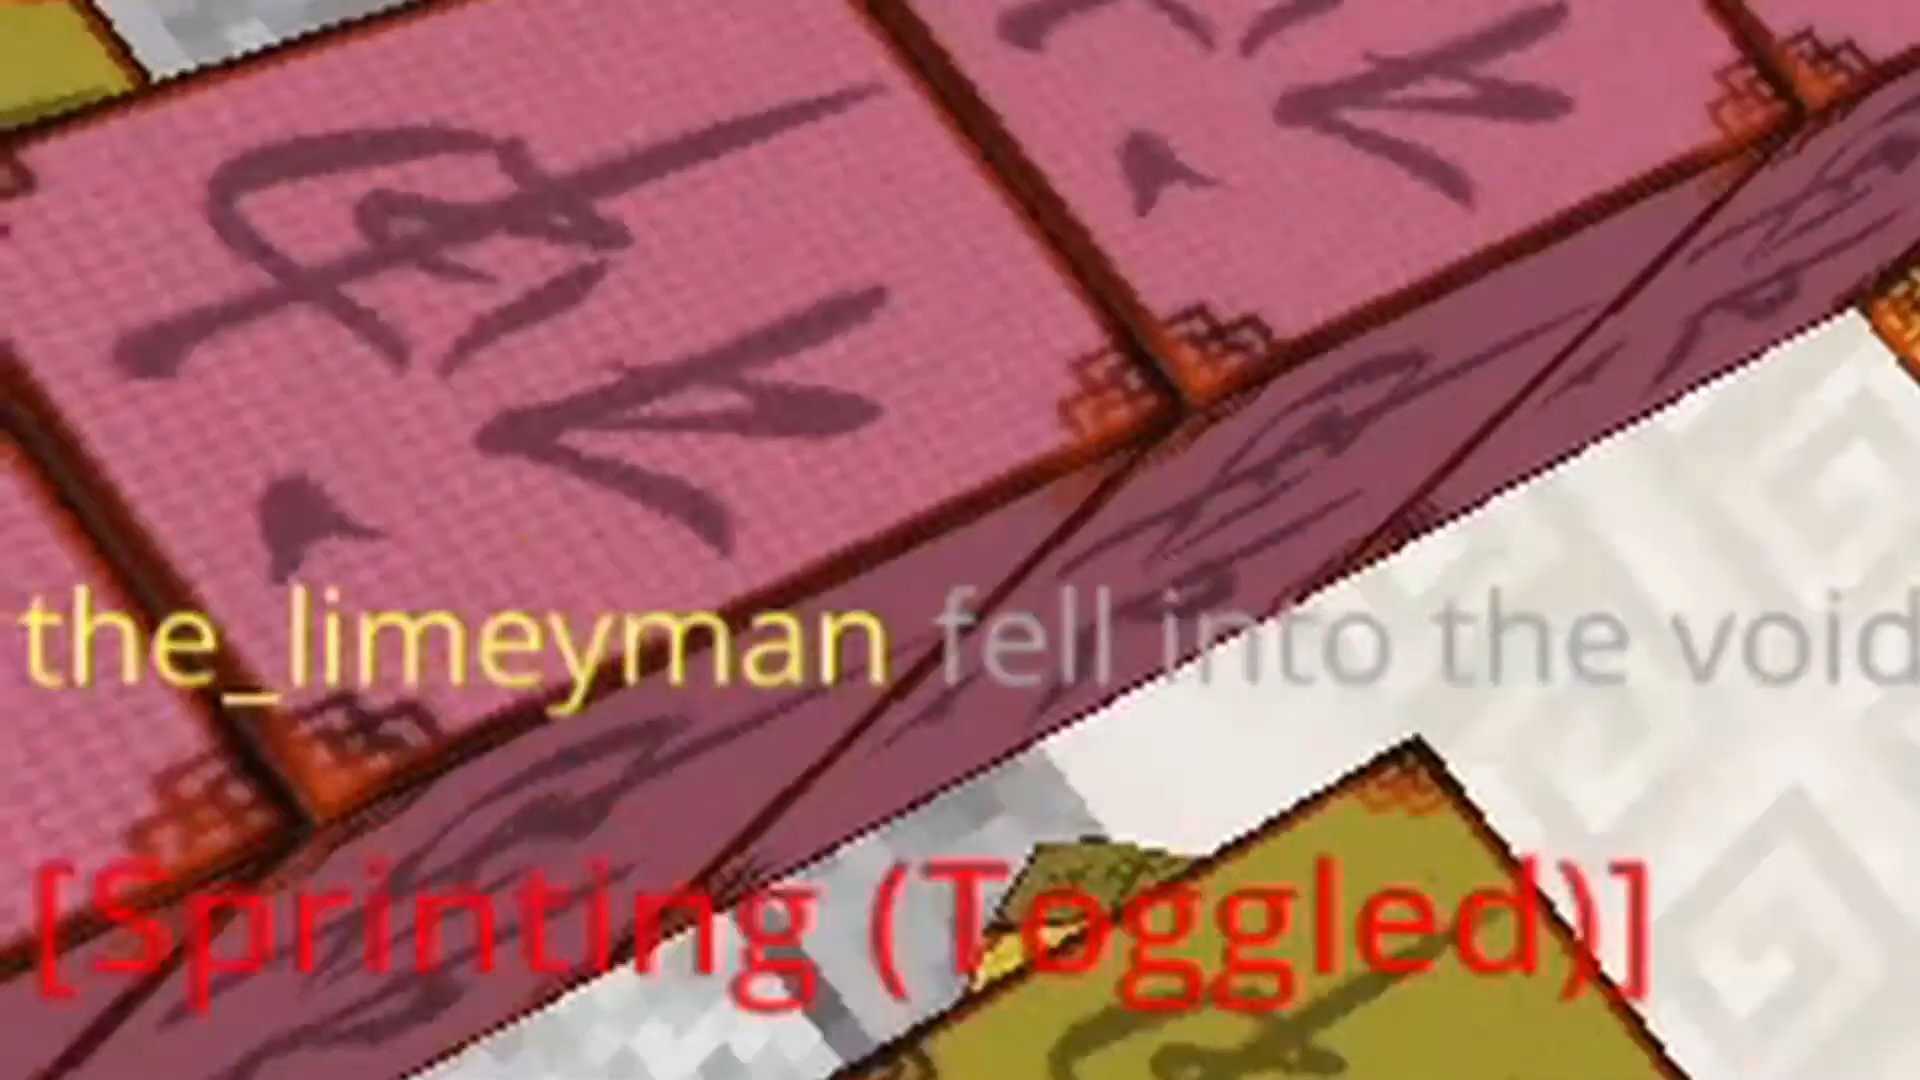 the_limeyman fell into the void
[Sprinting (Toggled)]